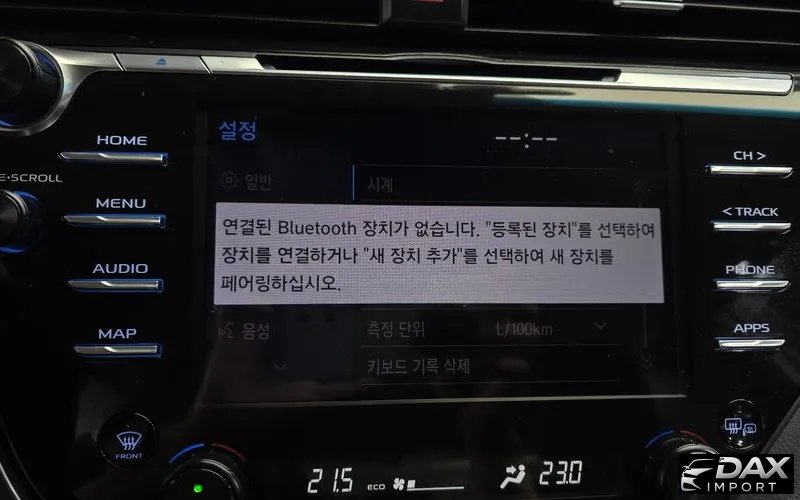 HOME
MENU
AUDIO
MAP
E•SCROLL
설정
--:--
일반
시계
연결된 Bluetooth 장치가 없습니다. "등록된 장치"를 선택하여
장치를 연결하거나 "새 장치 추가"를 선택하여 새 장치를
페어링하십시오.
음성
측정 단위 L/100km
키보드 기록 삭제
CH >
< TRACK
PHONE
APPS
FRONT
21.5 ECO
23.0
DAX
IMPORT